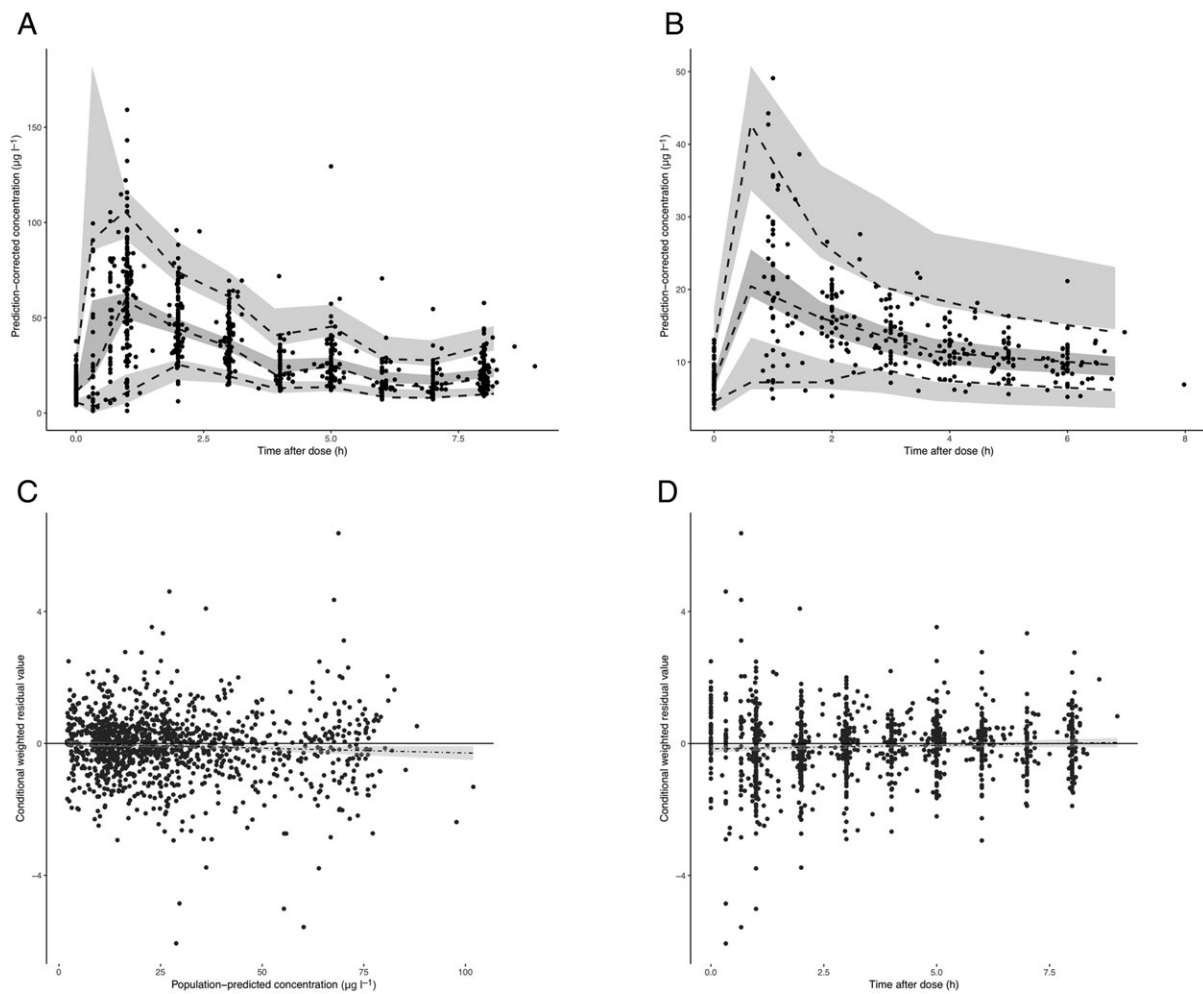 A
B
Prediction−corrected concentration (µg l⁻¹)
150
100
50
0
0.0
2.5
5.0
7.5
Time after dose (h)
Prediction−corrected concentration (µg l⁻¹)
50
40
30
20
10
0
2
4
6
8
Time after dose (h)
C
D
Conditional weighted residual value
4
0
−4
0
25
50
75
100
Population−predicted concentration (µg l⁻¹)
Conditional weighted residual value
4
0
−4
0.0
2.5
5.0
7.5
Time after dose (h)